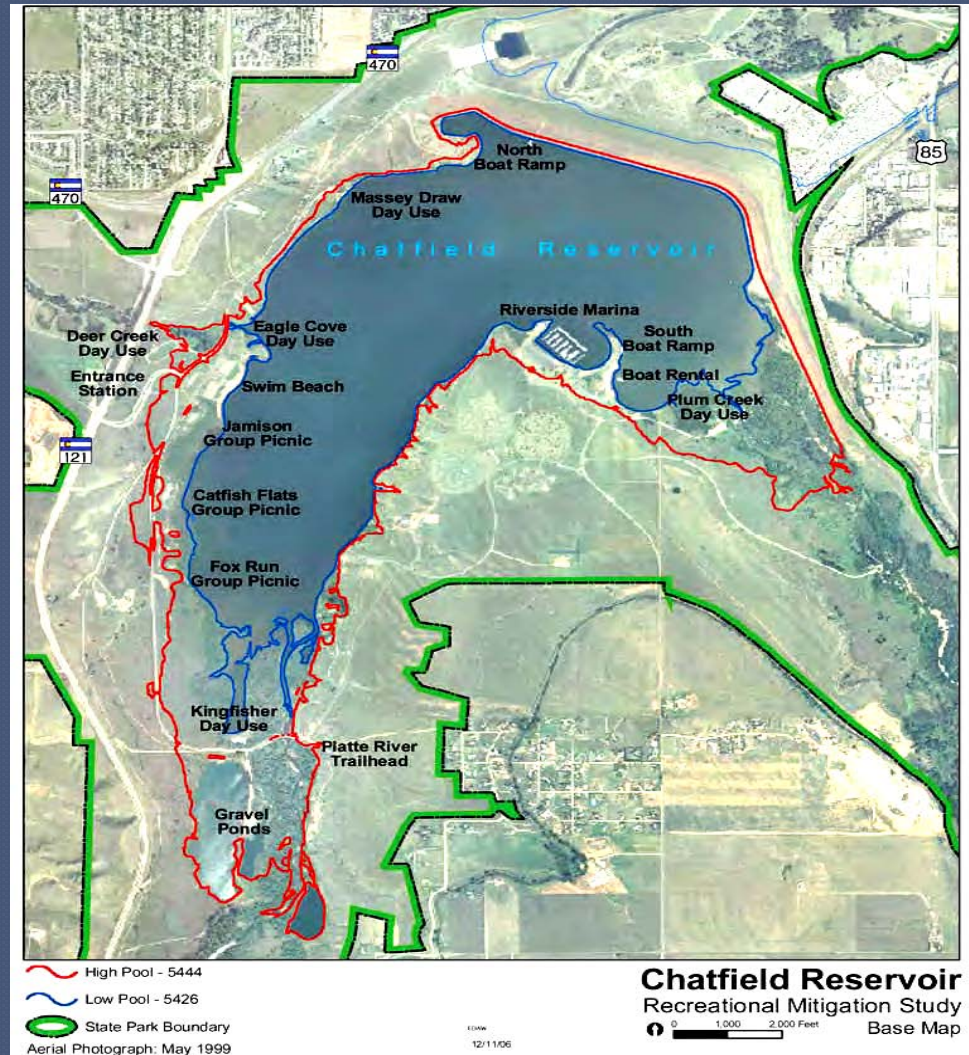 470
North
Boat Ramp
85
470
Massey Draw
Day Use
Chatfield Reservoir
Riverside Marina
Deer Creek
Day Use
Eagle Cove
Day Use
South
Boat Ramp
Entrance
Station
Swim Beach
Boat Rental
Plum Creek
Day Use
Jamison
Group Picnic
121
Catfish Flats
Group Picnic
Fox Run
Group Picnic
Kingfisher
Day Use
Platte River
Trailhead
Gravel
Ponds
High Pool - 5444
Low Pool - 5426
State Park Boundary
Aerial Photograph: May 1999
EDAW
12/11/06
Chatfield Reservoir
Recreational Mitigation Study
0 1,000 2,000 Feet
Base Map